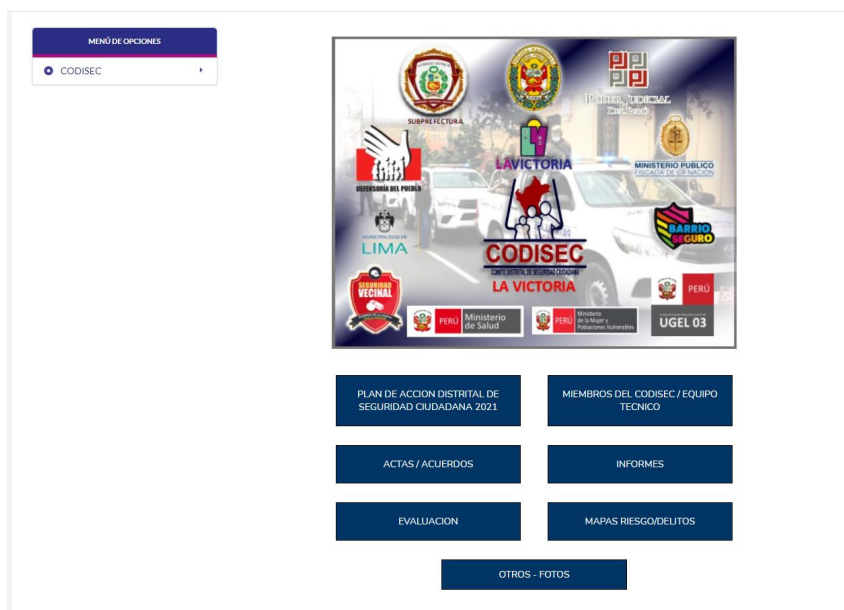 MENÚ DE OPCIONES
CODISEC
SUBPREFECTURA
PODER JUDICIAL
DEL PERÚ
LAVICTORIA
DEFENSORÍA DEL PUEBLO
MINISTERIO PÚBLICO
FISCALÍA DE LA NACIÓN
MUNICIPALIDAD DE
LIMA
BARRIO
SEGURO
CODISEC
COMITE DISTRITAL DE SEGURIDAD CIUDADANA
LA VICTORIA
SEGURIDAD
VECINAL
PERÚ
Ministerio
de Salud
PERÚ
Ministerio
de la Mujer y
Poblaciones Vulnerables
PERÚ
UGEL 03
PLAN DE ACCION DISTRITAL DE
SEGURIDAD CIUDADANA 2021
MIEMBROS DEL CODISEC / EQUIPO
TECNICO
ACTAS / ACUERDOS
INFORMES
EVALUACION
MAPAS RIESGO/DELITOS
OTROS - FOTOS